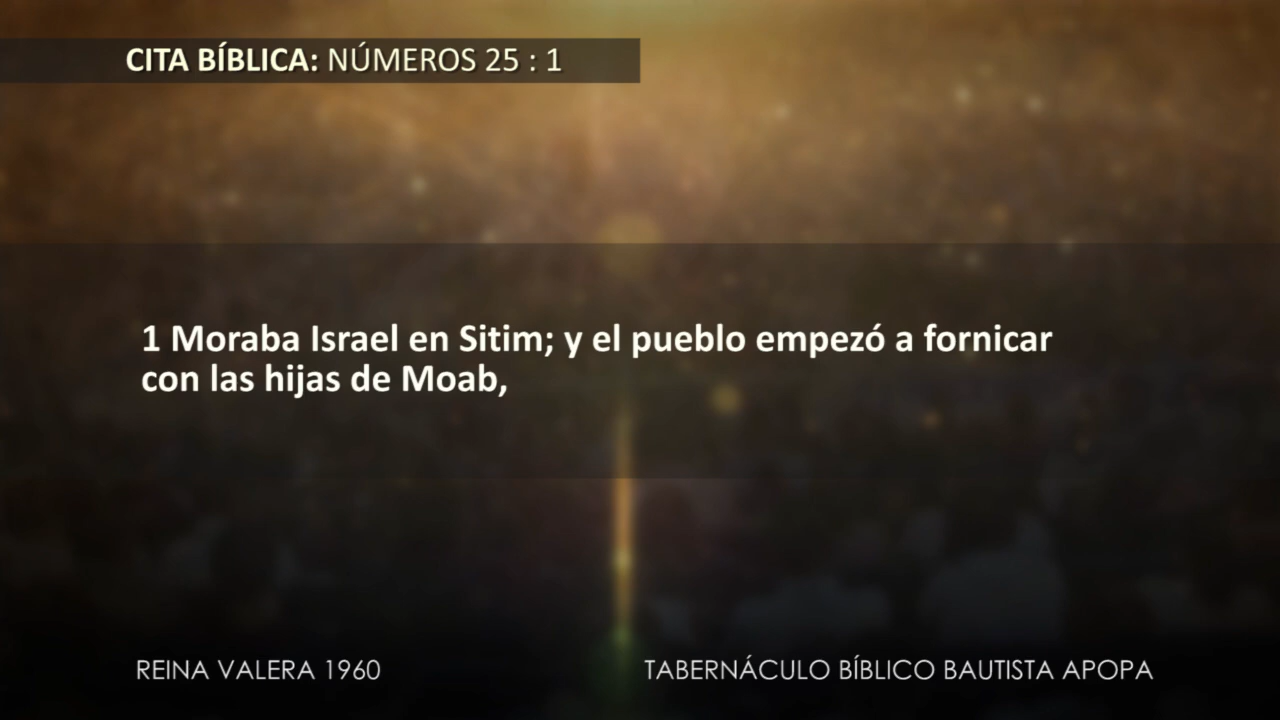 CITA BÍBLICA: NÚMEROS 25 : 1
1 Moraba Israel en Sitim; y el pueblo empezó a fornicar
con las hijas de Moab,
REINA VALERA 1960
TABERNÁCULO BÍBLICO BAUTISTA APOPA